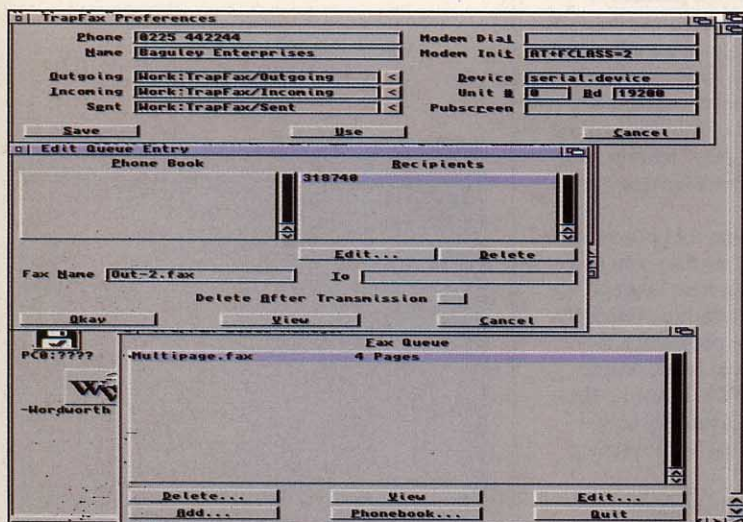 TrapFax Preferences
Phone 0225 442244
Name Baguley Enterprises
Outgoing Work:TrapFax/Outgoing <
Incoming Work:TrapFax/Incoming <
Sent Work:TrapFax/Sent <
Modem Dial
Modem Init AT+FCLASS=2
Device serial.device
Unit # 0 Bd 19200
Pubscreen
Save Use Cancel
Edit Queue Entry
Phone Book Recipients
318740
Edit... Delete
Fax Name Out-2.fax To
Delete After Transmission
Okay View Cancel
PC0:????
-Wordworth
Fax Queue
Multipage.fax 4 Pages
Delete... View Edit...
Add... Phonebook... Quit